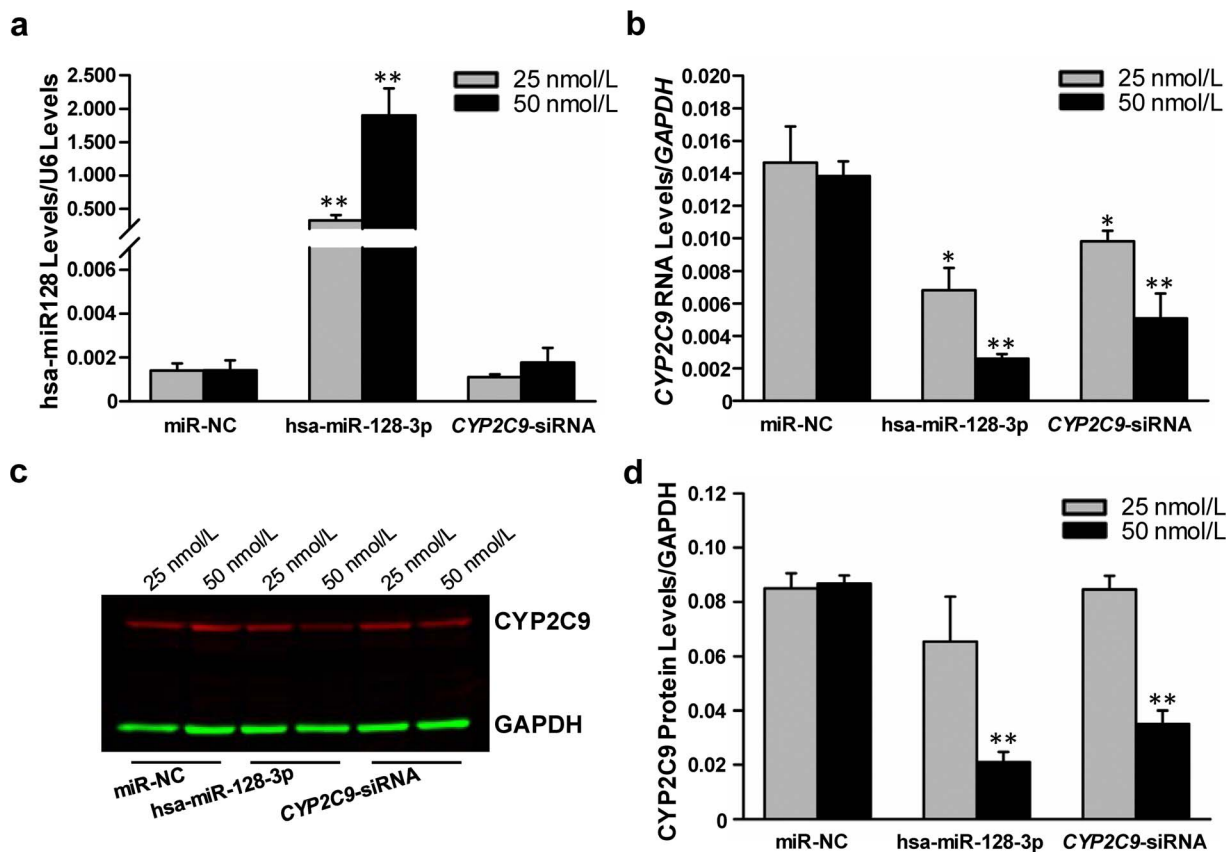 a
hsa-miR128 Levels/U6 Levels
2.500
2.000
1.500
1.000
0.500
0.006
0.004
0.002
0
**
**
25 nmol/L
50 nmol/L
miR-NC
hsa-miR-128-3p
CYP2C9-siRNA
b
CYP2C9 RNA Levels/GAPDH
0.020
0.018
0.016
0.014
0.012
0.010
0.008
0.006
0.004
0.002
0.000
*
**
*
**
25 nmol/L
50 nmol/L
miR-NC
hsa-miR-128-3p
CYP2C9-siRNA
c
25 nmol/L
50 nmol/L
25 nmol/L
50 nmol/L
25 nmol/L
50 nmol/L
CYP2C9
GAPDH
miR-NC
hsa-miR-128-3p
CYP2C9-siRNA
d
CYP2C9 Protein Levels/GAPDH
0.12
0.10
0.08
0.06
0.04
0.02
0.00
**
**
25 nmol/L
50 nmol/L
miR-NC
hsa-miR-128-3p
CYP2C9-siRNA